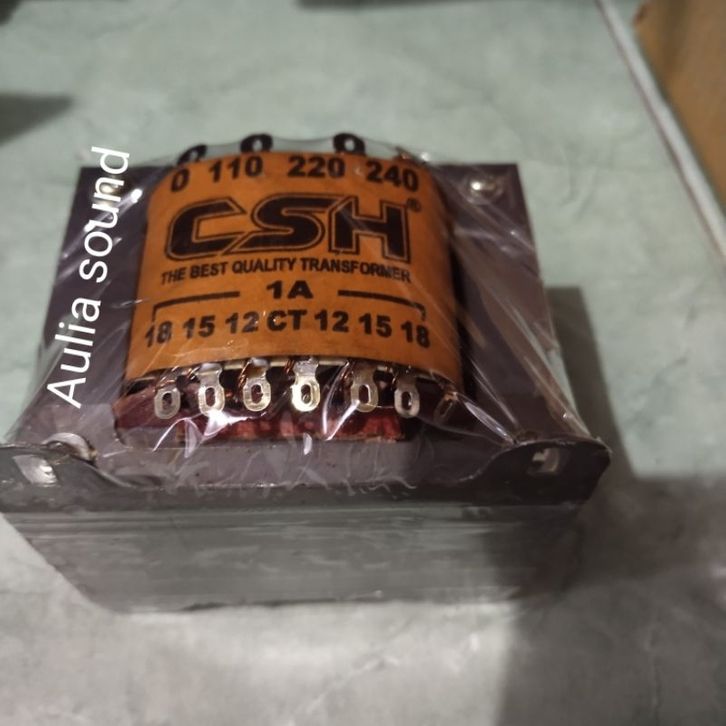 0 110 220 240
CSH®
THE BEST QUALITY TRANSFORMER
1A
18 15 12 CT 12 15 18
Aulia sound